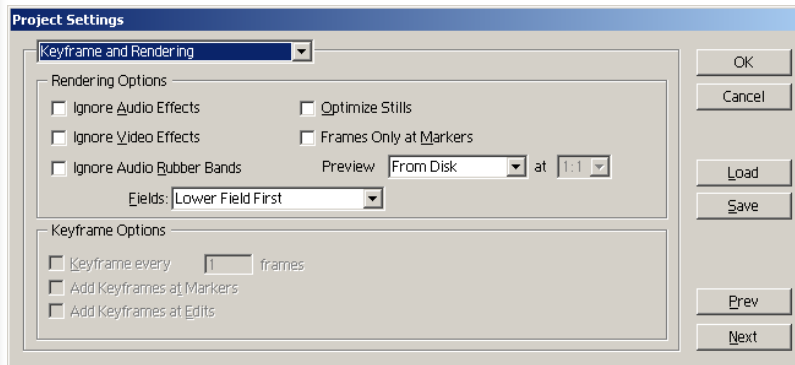 Project Settings
Keyframe and Rendering
OK
Cancel
Load
Save
Prev
Next
Rendering Options
Ignore Audio Effects
Optimize Stills
Ignore Video Effects
Frames Only at Markers
Ignore Audio Rubber Bands
Preview From Disk at 1:1
Fields: Lower Field First
Keyframe Options
Keyframe every 1 frames
Add Keyframes at Markers
Add Keyframes at Edits